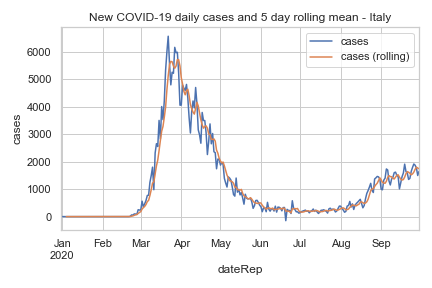 New COVID-19 daily cases and 5 day rolling mean - Italy
cases
cases (rolling)
6000
5000
4000
3000
2000
1000
0
cases
Jan Feb Mar Apr May Jun Jul Aug Sep
2020
dateRep